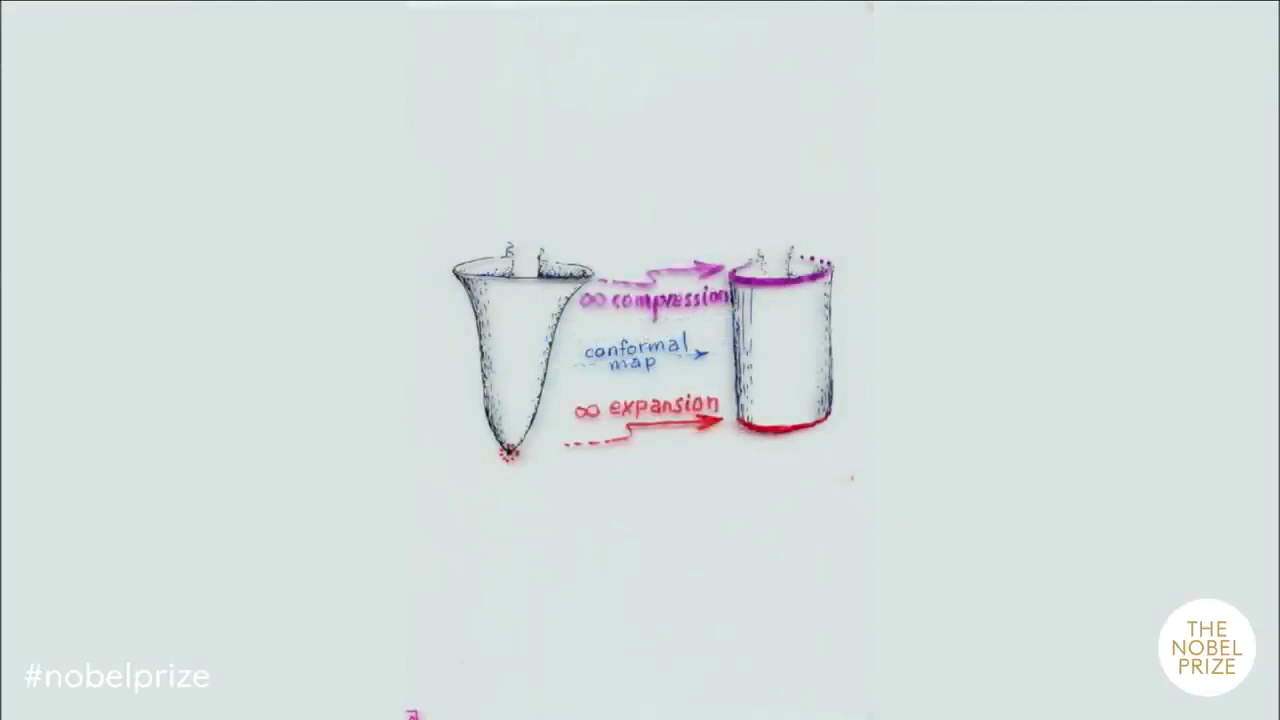 ∞ compression
conformal
map
∞ expansion
#nobelprize
THE
NOBEL
PRIZE